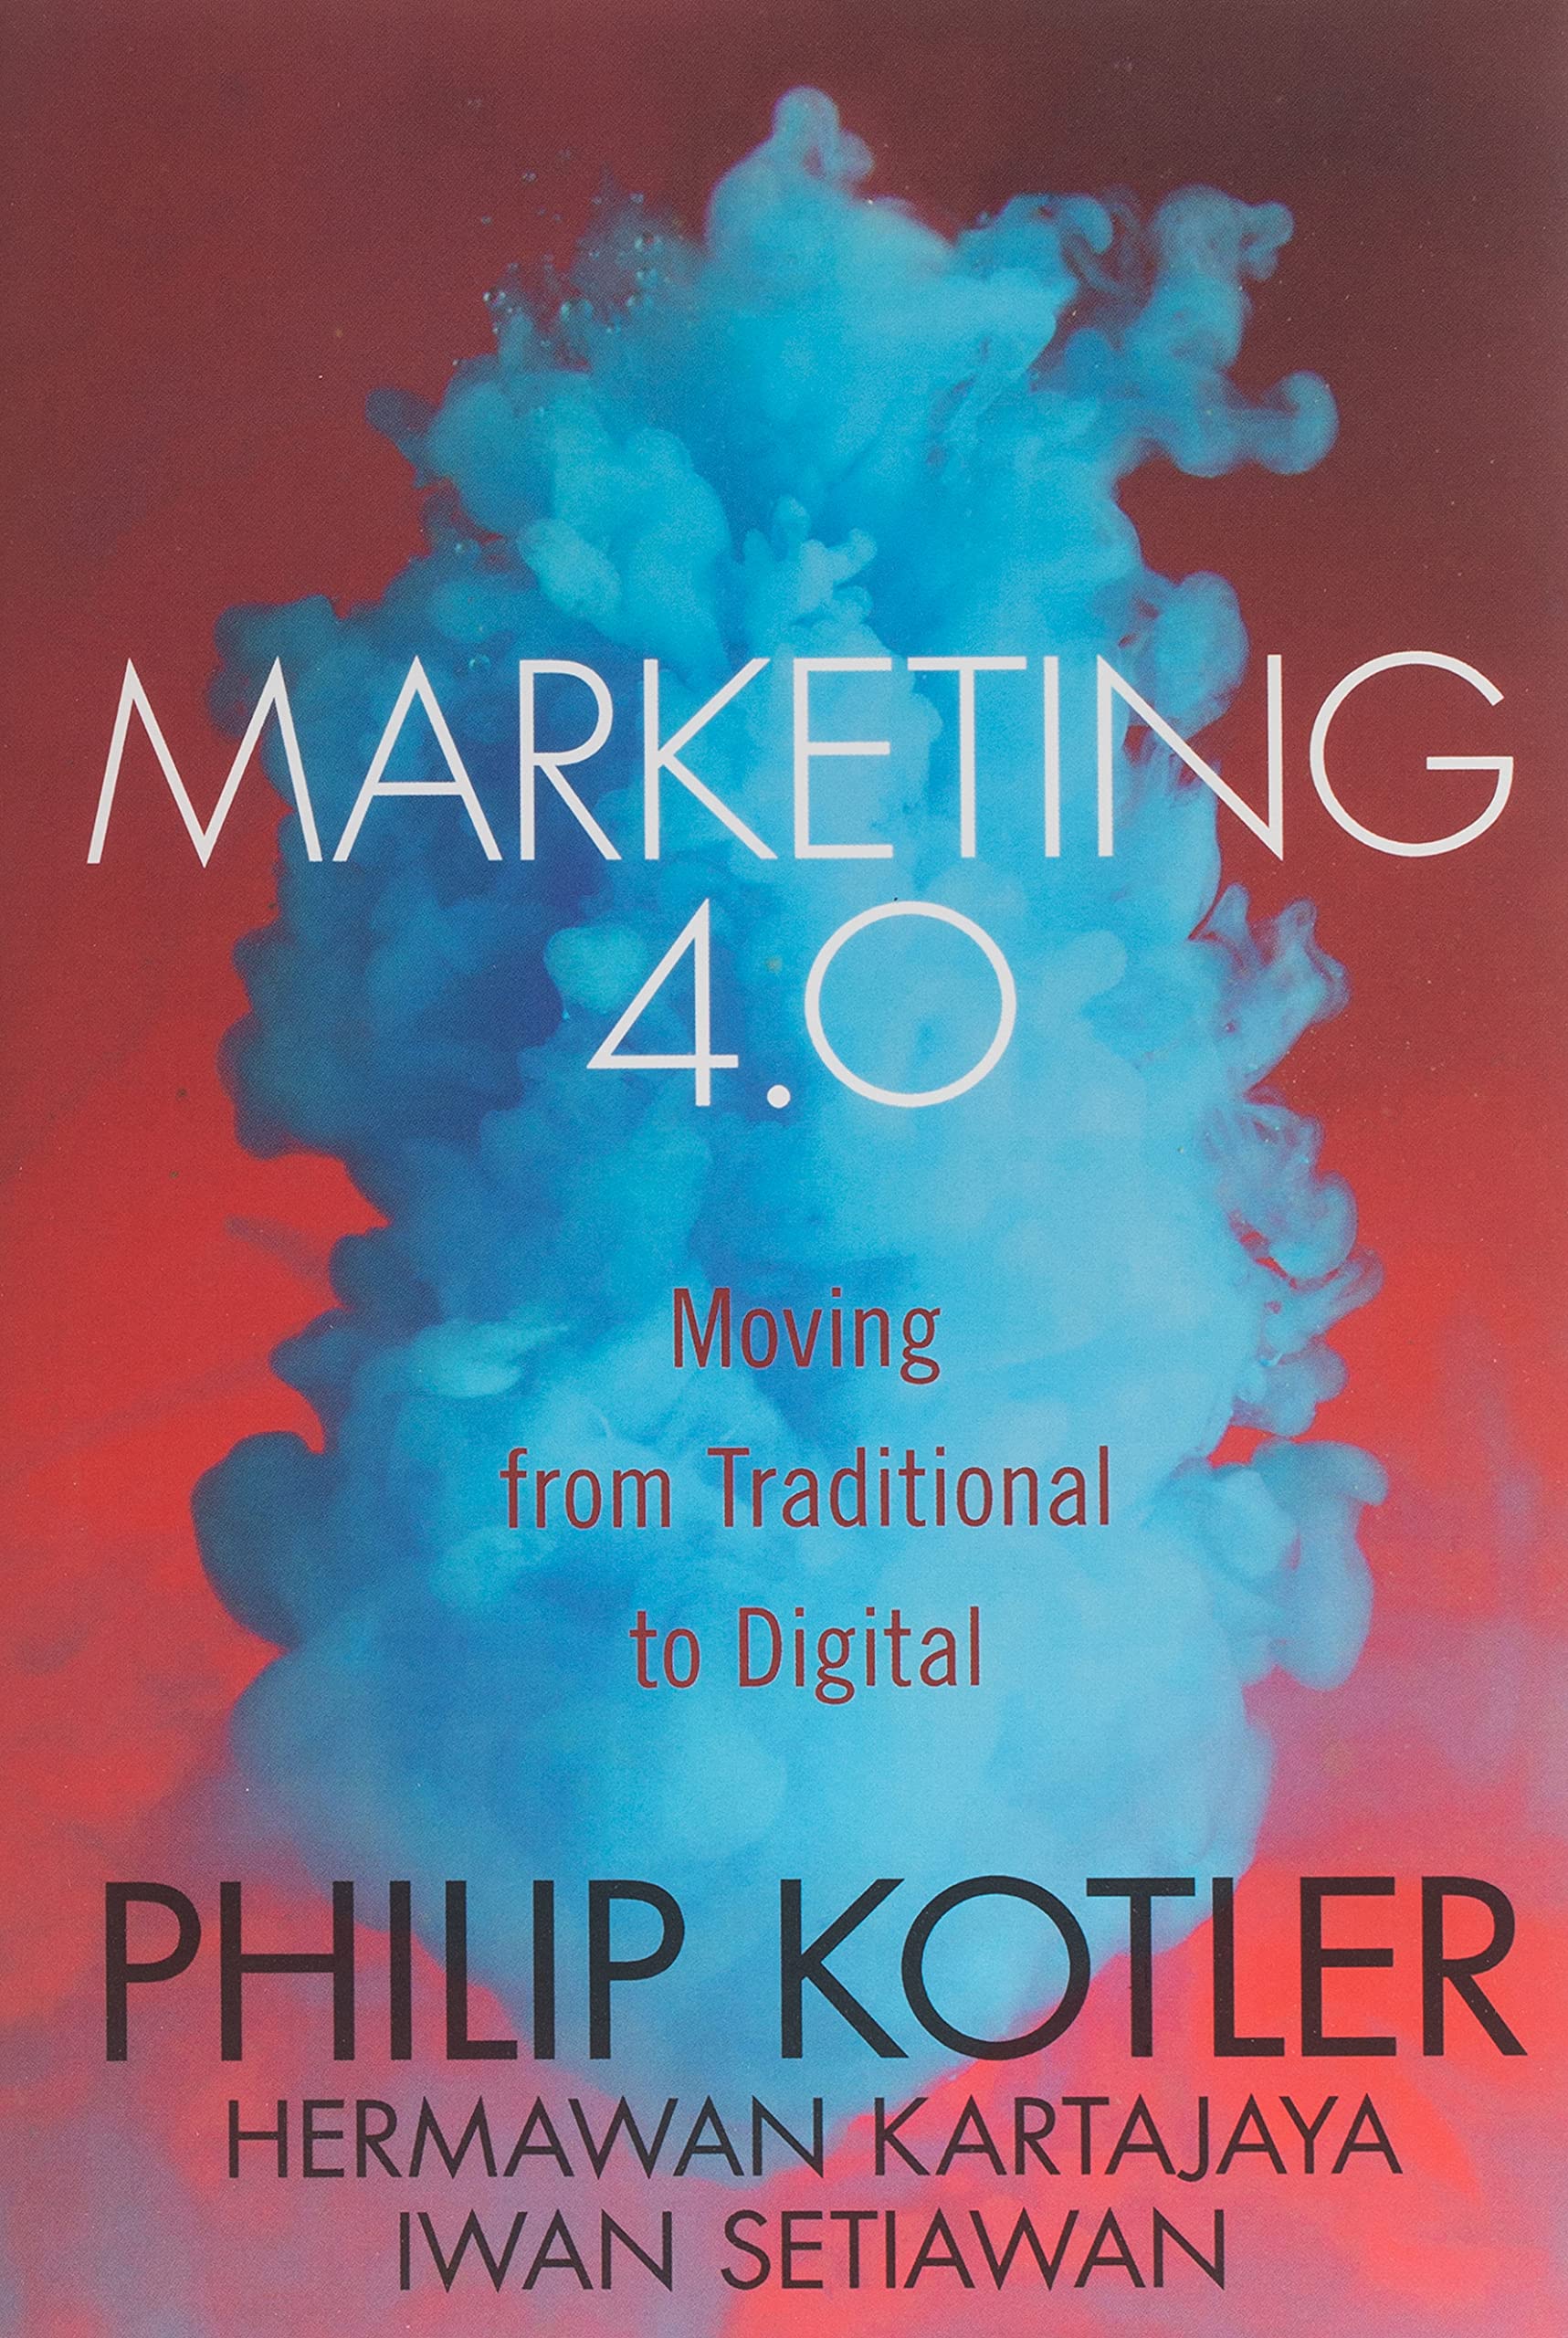 MARKETING
4.0
Moving
from Traditional
to Digital
PHILIP KOTLER
HERMAWAN KARTAJAYA
IWAN SETIAWAN